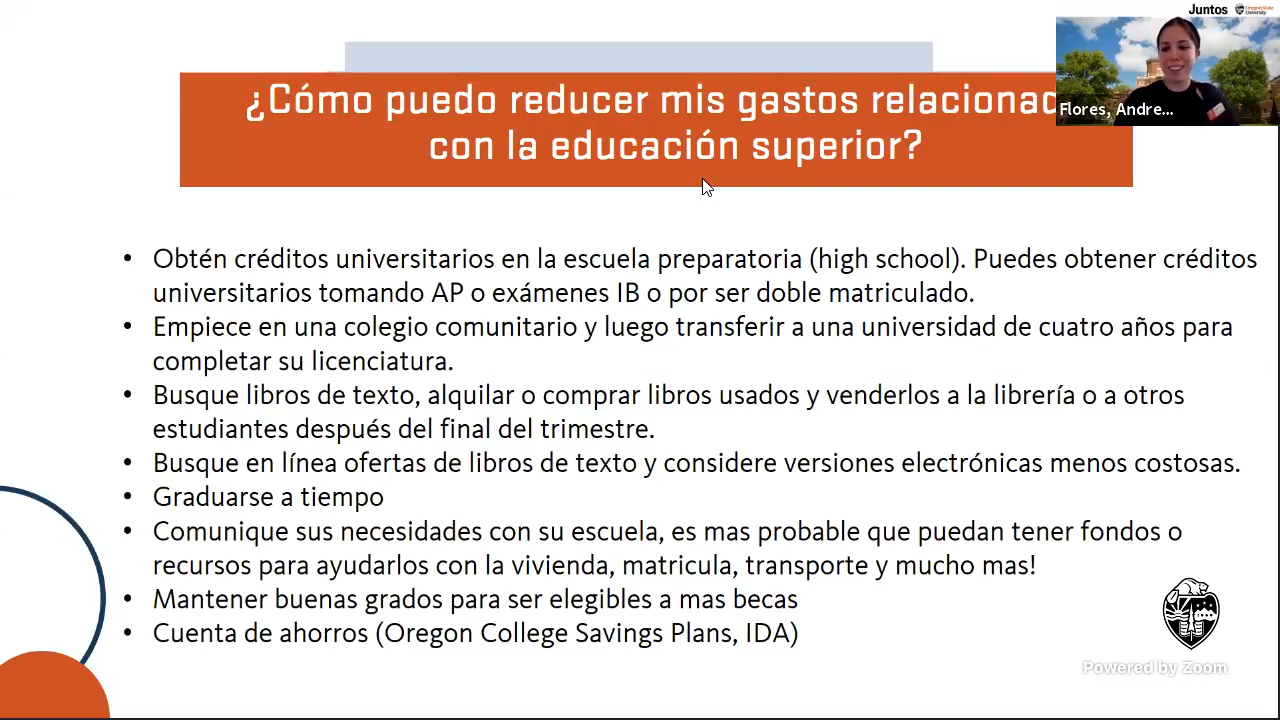 Juntos Oregon State
University
¿Cómo puedo reducer mis gastos relacionad
con la educación superior?
Flores, Andre...
• Obtén créditos universitarios en la escuela preparatoria (high school). Puedes obtener créditos
universitarios tomando AP o exámenes IB o por ser doble matriculado.
• Empiece en una colegio comunitario y luego transferir a una universidad de cuatro años para
completar su licenciatura.
• Busque libros de texto, alquilar o comprar libros usados y venderlos a la librería o a otros
estudiantes después del final del trimestre.
• Busque en línea ofertas de libros de texto y considere versiones electrónicas menos costosas.
• Graduarse a tiempo
• Comunique sus necesidades con su escuela, es mas probable que puedan tener fondos o
recursos para ayudarlos con la vivienda, matricula, transporte y mucho mas!
• Mantener buenas grados para ser elegibles a mas becas
• Cuenta de ahorros (Oregon College Savings Plans, IDA)
Powered by Zoom